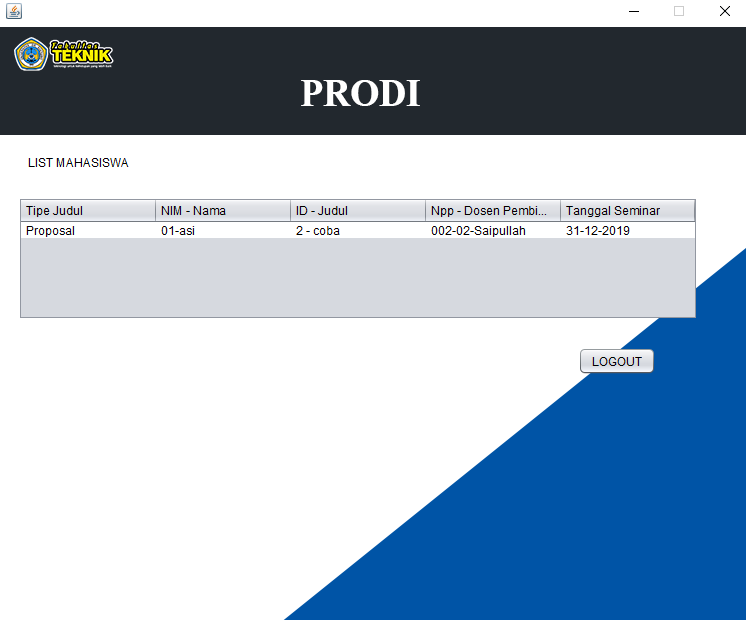 Fakultas
TEKNIK
PRODI
LIST MAHASISWA
Tipe Judul NIM - Nama ID - Judul Npp - Dosen Pembi... Tanggal Seminar
Proposal 01-asi 2 - coba 002-02-Saipullah 31-12-2019
LOGOUT